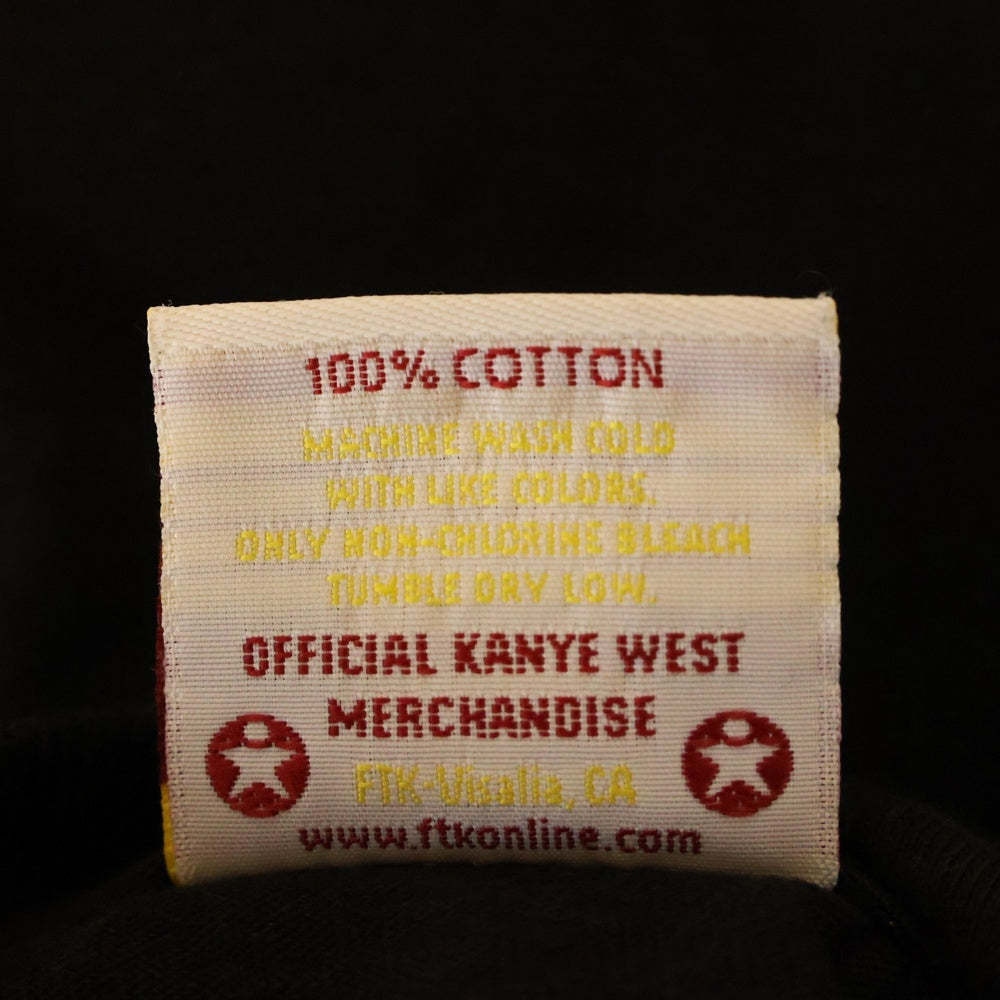 100% COTTON
MACHINE WASH COLD
WITH LIKE COLORS.
ONLY NON-CHLORINE BLEACH
TUMBLE DRY LOW.
OFFICIAL KANYE WEST
MERCHANDISE
FTK-Visalia, CA
www.ftkonline.com